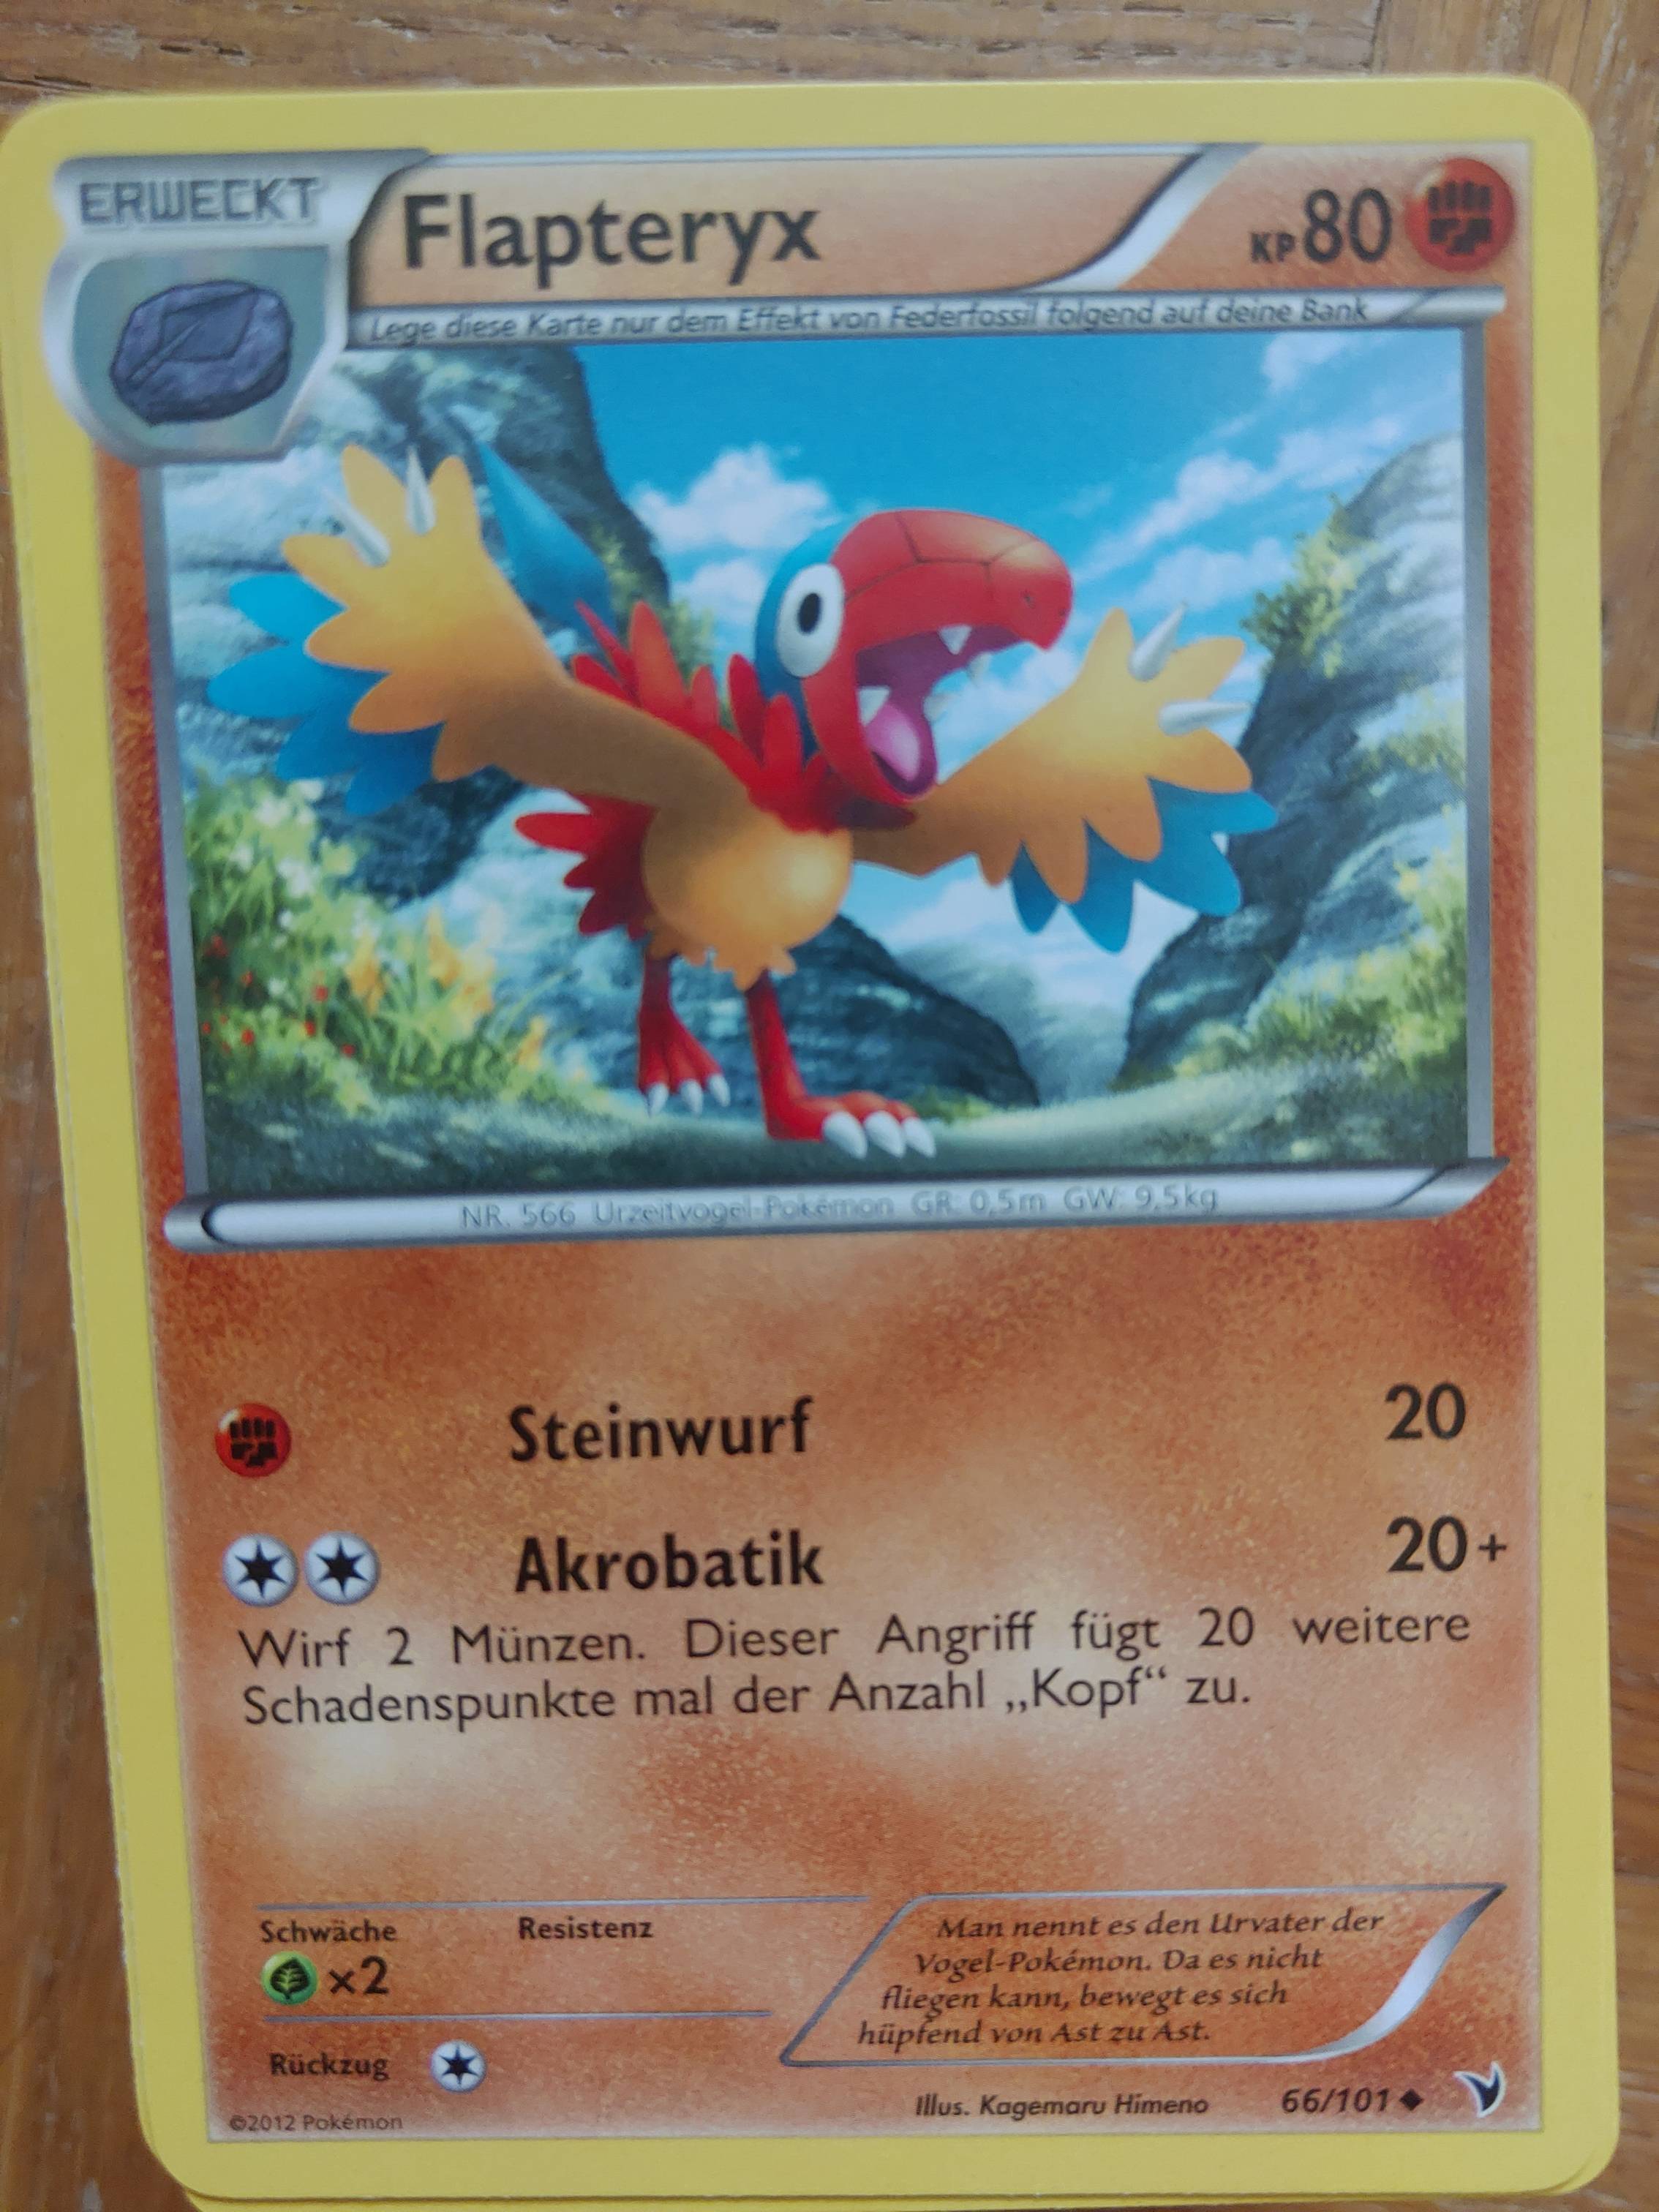 ERWECKT
Flapteryx
KP 80
Lege diese Karte nur dem Effekt von Federfossil folgend auf deine Bank
NR. 566 Urzeitvogel-Pokémon GR: 0,5m GW: 9,5kg
Steinwurf 20
Akrobatik 20+
Wirf 2 Münzen. Dieser Angriff fügt 20 weitere
Schadenspunkte mal der Anzahl „Kopf“ zu.
Schwäche Resistenz
×2
Rückzug
Man nennt es den Urvater der
Vogel-Pokémon. Da es nicht
fliegen kann, bewegt es sich
hüpfend von Ast zu Ast.
Illus. Kagemaru Himeno 66/101
©2012 Pokémon